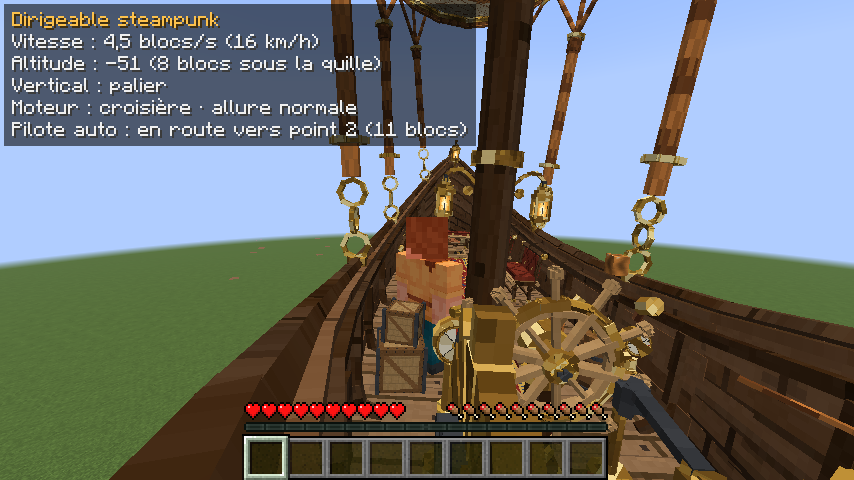 Dirigeable steampunk
Vitesse : 4,5 blocs/s (16 km/h)
Altitude : -51 (8 blocs sous la quille)
Vertical : palier
Moteur : croisière · allure normale
Pilote auto : en route vers point 2 (11 blocs)